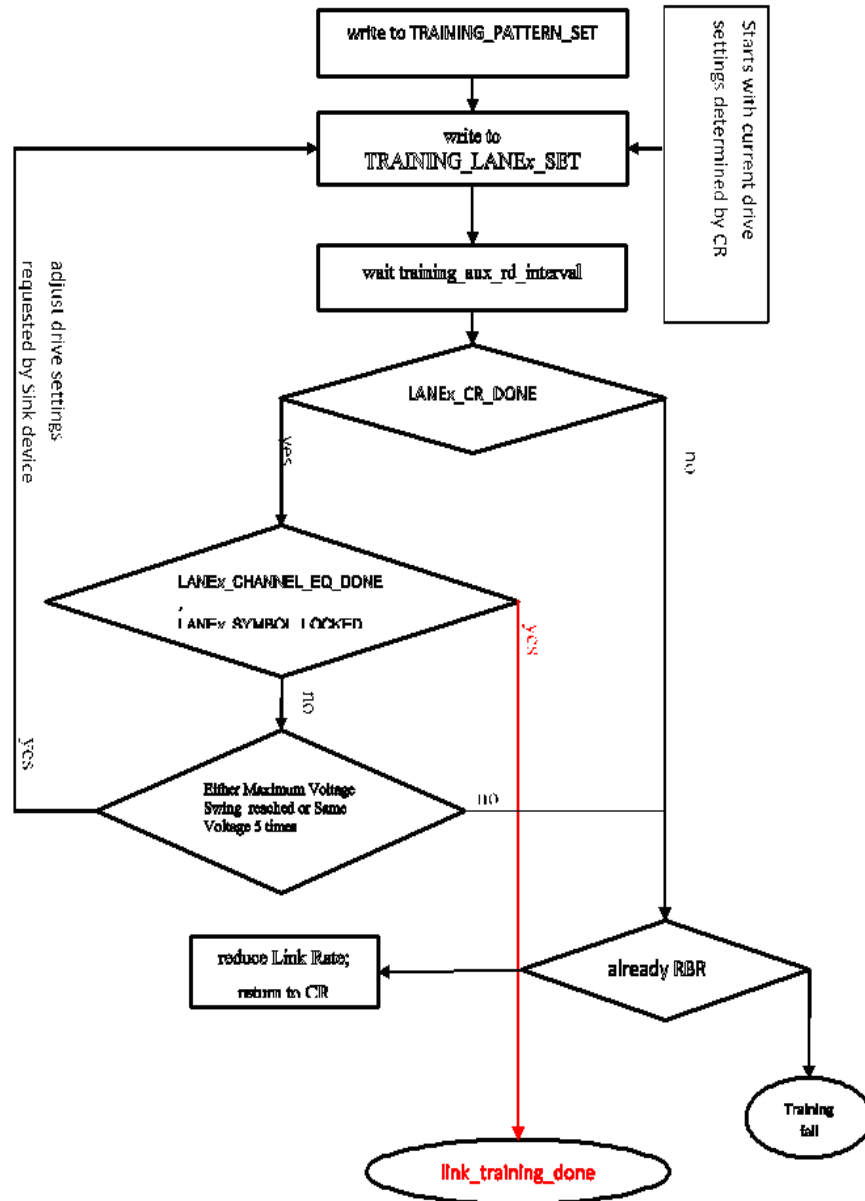 write to TRAINING_PATTERN_SET
Starts with current drive
settings determined by CR
write to
TRAINING_LANEx_SET
wait training_aux_rd_interval
adjust drive settings
requested by Sink device
LANEx_CR_DONE
yes
no
LANEx_CHANNEL_EQ_DONE
,
LANEx_SYMBOL_LOCKED
yes
no
Either Maximum Voltage
Swing reached or Same
Voltage 5 times
yes
no
reduce Link Rate;
return to CR
already RBR
Training
fail
link_training_done